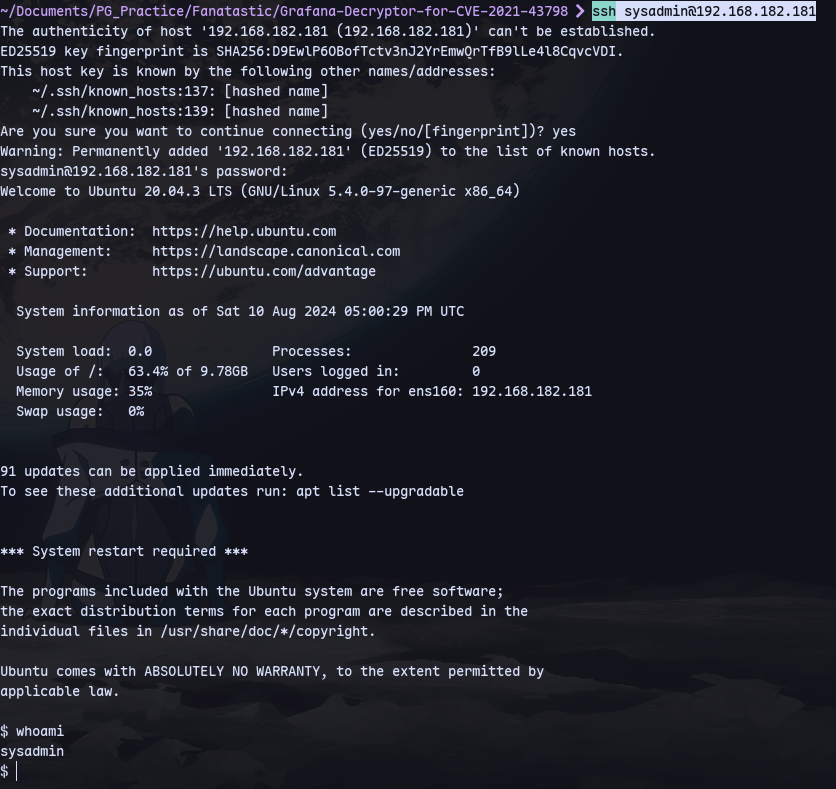 ~/Documents/PG_Practice/Fanatastic/Grafana-Decryptor-for-CVE-2021-43798 ❯ ssh sysadmin@192.168.182.181
The authenticity of host '192.168.182.181 (192.168.182.181)' can't be established.
ED25519 key fingerprint is SHA256:D9EwlP6OBofTctv3nJ2YrEmwQrTfB9lLe4l8CqvcVDI.
This host key is known by the following other names/addresses:
    ~/.ssh/known_hosts:137: [hashed name]
    ~/.ssh/known_hosts:139: [hashed name]
Are you sure you want to continue connecting (yes/no/[fingerprint])? yes
Warning: Permanently added '192.168.182.181' (ED25519) to the list of known hosts.
sysadmin@192.168.182.181's password:
Welcome to Ubuntu 20.04.3 LTS (GNU/Linux 5.4.0-97-generic x86_64)

 * Documentation:  https://help.ubuntu.com
 * Management:     https://landscape.canonical.com
 * Support:        https://ubuntu.com/advantage

  System information as of Sat 10 Aug 2024 05:00:29 PM UTC

  System load:  0.0               Processes:               209
  Usage of /:   63.4% of 9.78GB   Users logged in:         0
  Memory usage: 35%               IPv4 address for ens160: 192.168.182.181
  Swap usage:   0%

91 updates can be applied immediately.
To see these additional updates run: apt list --upgradable

*** System restart required ***

The programs included with the Ubuntu system are free software;
the exact distribution terms for each program are described in the
individual files in /usr/share/doc/*/copyright.

Ubuntu comes with ABSOLUTELY NO WARRANTY, to the extent permitted by
applicable law.

$ whoami
sysadmin
$